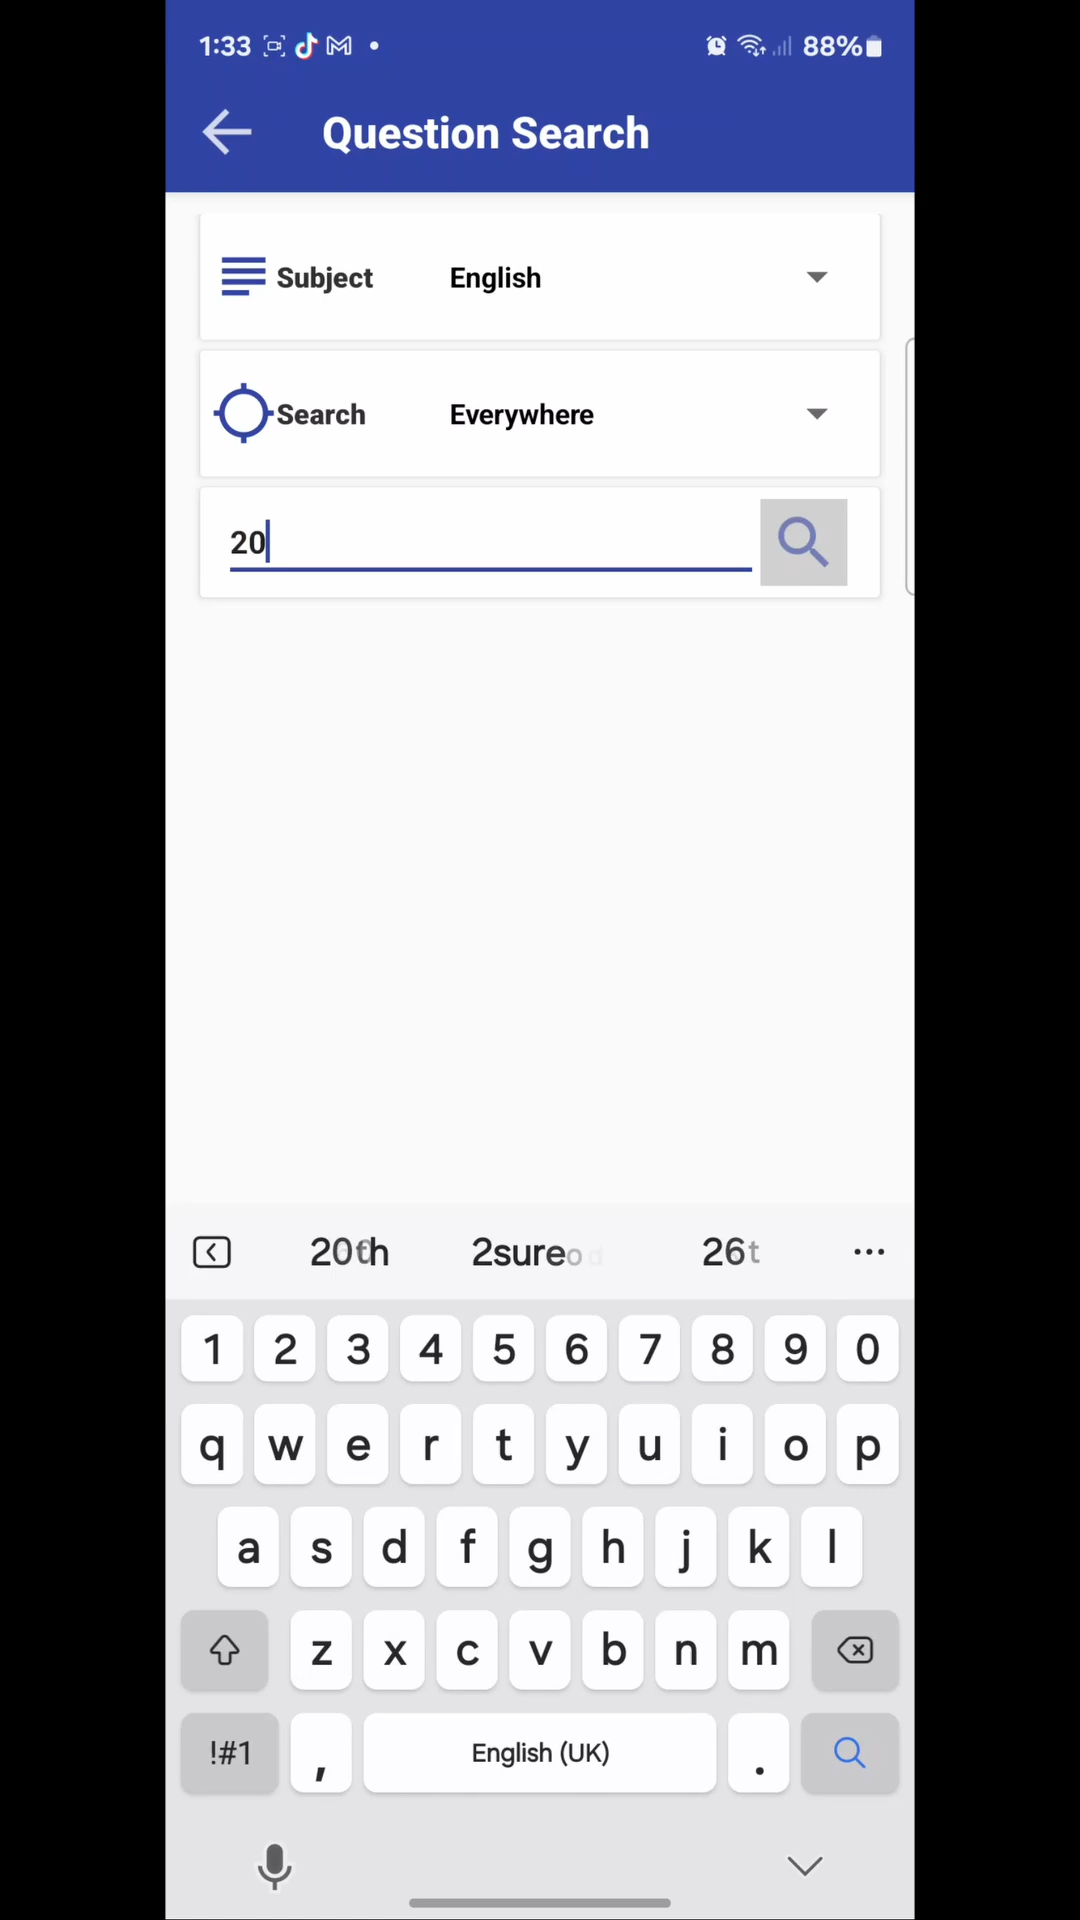 1:33 88%
Question Search
Subject English
Search Everywhere
20
20th 2sure 26
1 2 3 4 5 6 7 8 9 0
q w e r t y u i o p
a s d f g h j k l
z x c v b n m
!#1 , English (UK) .